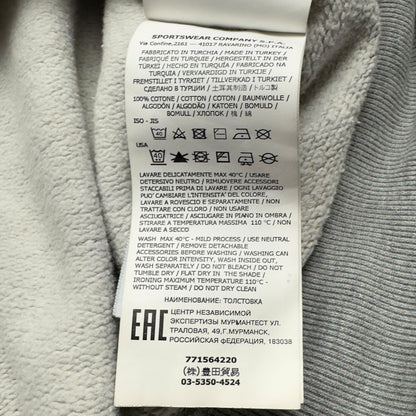 SPORTSWEAR COMPANY S.P.A.
Via Confine,2161 - 41017 RAVARINO (MO) ITALIA
FABBRICATO IN TURCHIA / MADE IN TURKEY /
FABRIQUÉ EN TURQUIE / HERGESTELLT IN DER
TÜRKEI / HECHO EN TURQUÍA / FABRICADO EM
TURQUIA / VERVAARDIGD IN TURKIJE /
FREMSTILLET I TYRKIET / TILLVERKAD I TURKIET /
СДЕЛАНО В ТУРЦИИ / 土耳其制造 / トルコ製
100% COTONE / COTTON / COTON / BAUMWOLLE /
ALGODÓN / ALGODÃO / KATOEN / BOMULD /
BOMULL / ХЛОПОК / 棉 / 綿
ISO - JIS
40
USA
40
LAVARE DELICATAMENTE MAX 40°C / USARE
DETERSIVO NEUTRO / RIMUOVERE ACCESSORI
STACCABILI PRIMA DI LAVARE / OGNI LAVAGGIO
PUO' CAMBIARE L'INTENSITA' DEL COLORE,
LAVARE A ROVESCIO E SEPARATAMENTE / NON
TRATTARE CON CLORO / NON USARE
ASCIUGATRICE / ASCIUGARE IN PIANO IN OMBRA
/ STIRARE A TEMPERATURA MASSIMA 110 °C /
NON LAVARE A SECCO
WASH MAX 40°C - MILD PROCESS / USE NEUTRAL
DETERGENT / REMOVE DETACHABLE
ACCESSORIES BEFORE WASHING / WASHING CAN
ALTER COLOR INTENSITY, WASH INSIDE OUT,
WASH SEPARATELY / DO NOT BLEACH / DO NOT
TUMBLE DRY / FLAT DRY IN THE SHADE /
IRONING MAXIMUM TEMPERATURE 110°C -
WITHOUT STEAM / DO NOT DRY CLEAN
НАИМЕНОВАНИЕ: ТОЛСТОВКА
EAC
ЦЕНТР НЕЗАВИСИМОЙ
ЭКСПЕРТИЗЫ МУРМАНТЕСТ УЛ.
ТРАЛОВАЯ, 49,Г.МУРМАНСК,
РОССИЙСКАЯ ФЕДЕРАЦИЯ, 183038
771564220
(株)豊田貿易
03-5350-4524